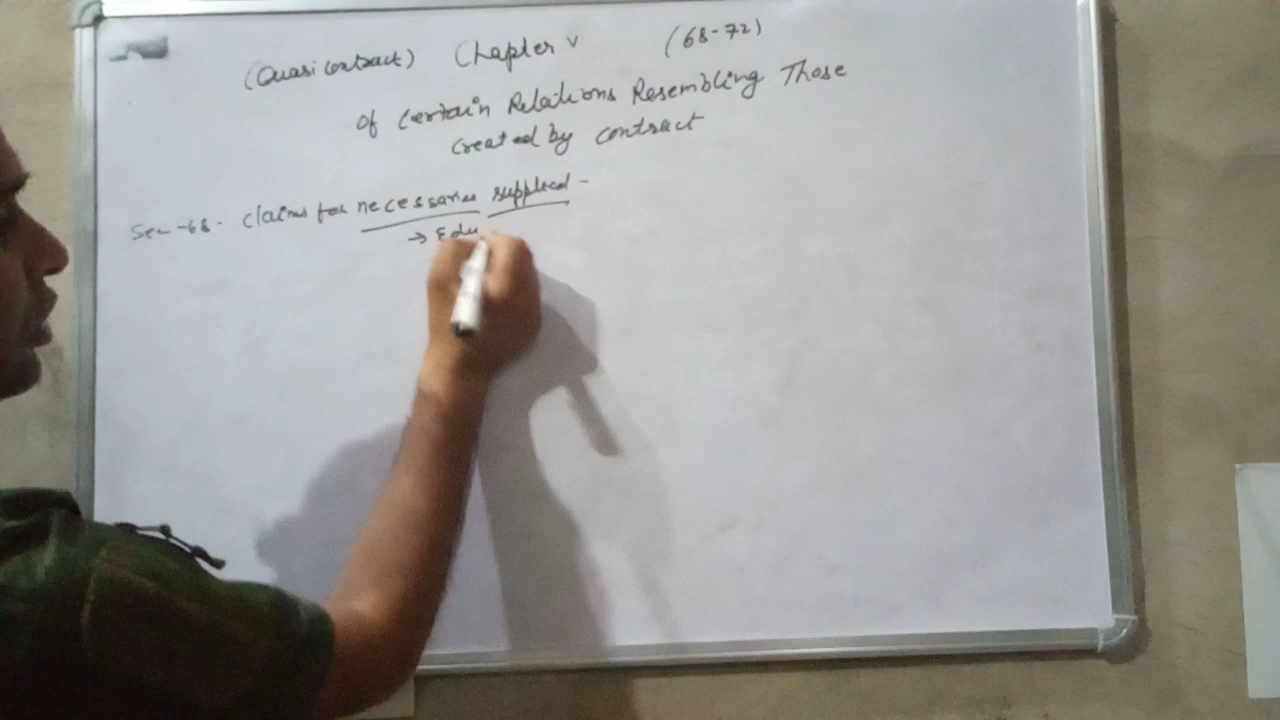 (Quasi Contract) Chapter V (68-72)
Of Certain Relations Resembling Those
created by contract
Sec-68- Claims for necessaries supplied -
→ Edu